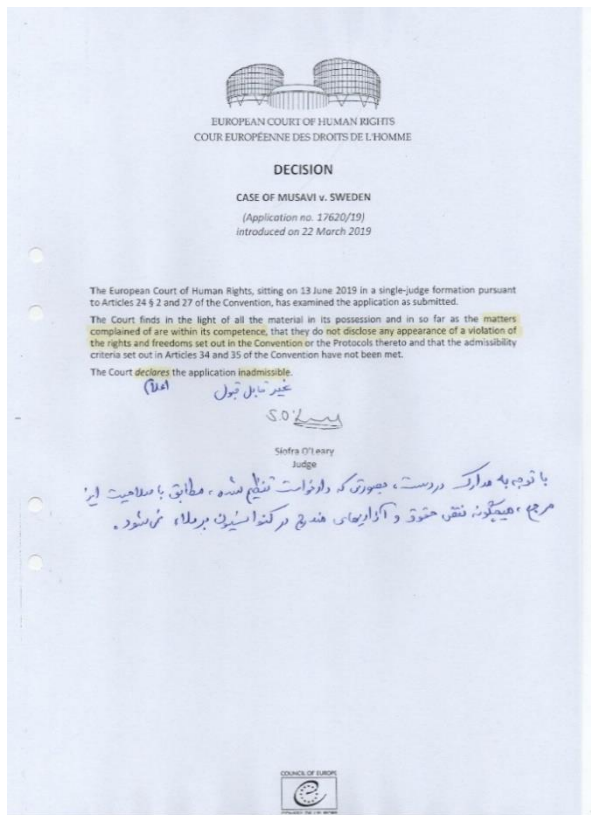 EUROPEAN COURT OF HUMAN RIGHTS
COUR EUROPÉENNE DES DROITS DE L'HOMME
DECISION
CASE OF MUSAVI v. SWEDEN
(Application no. 17620/19)
introduced on 22 March 2019
The European Court of Human Rights, sitting on 13 June 2019 in a single-judge formation pursuant
to Articles 24 § 2 and 27 of the Convention, has examined the application as submitted.
The Court finds in the light of all the material in its possession and in so far as the matters
complained of are within its competence, that they do not disclose any appearance of a violation of
the rights and freedoms set out in the Convention or the Protocols thereto and that the admissibility
criteria set out in Articles 34 and 35 of the Convention have not been met.
The Court declares the application inadmissible.
اعلام غیر قابل قبول
S.O'Leary
Síofra O'Leary
Judge
با توجه به مدارک در دست، بصورتی که دادخواست تنظیم شده، مطابق با صلاحیت این
مرجع، هیچگونه نقض حقوق و آزادیهای مندرج در کنوانسیون برملاء نمی‌شود.
COUNCIL OF EUROPE